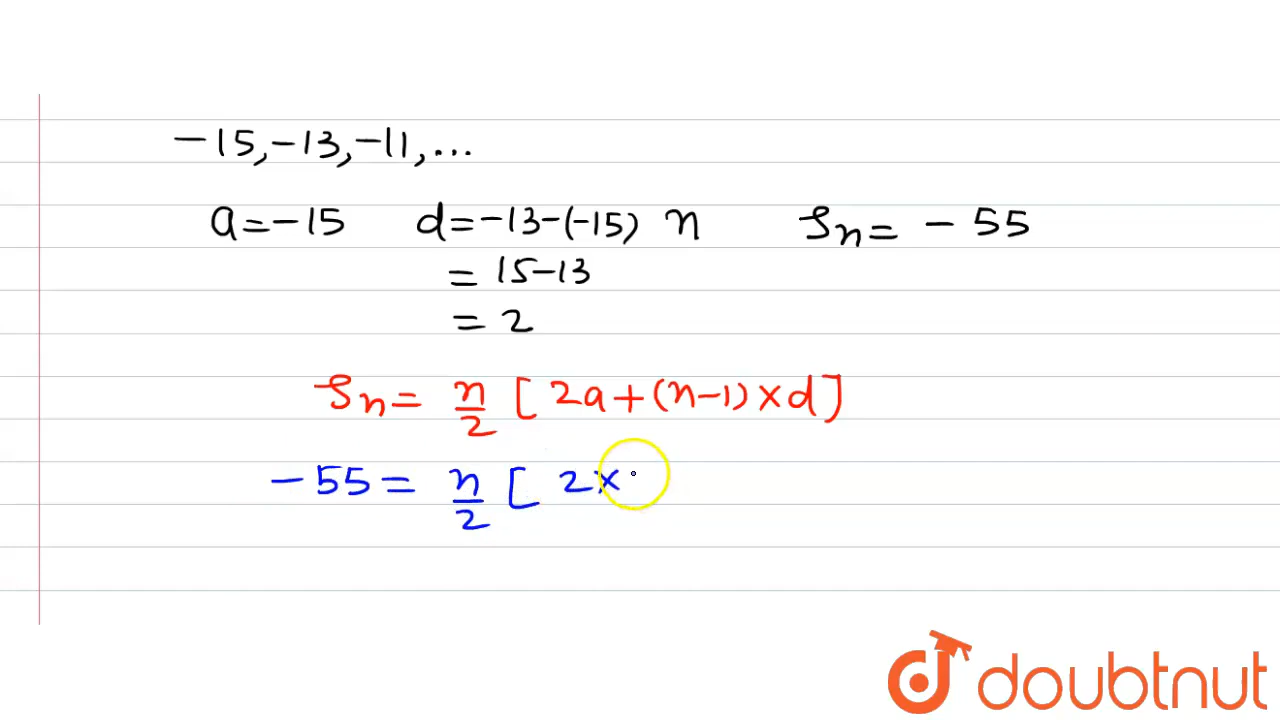 -15, -13, -11, ...
a = -15 d = -13-(-15) n Sn = -55
= 15-13
= 2
Sn = n/2 [ 2a + (n-1) × d ]
-55 = n/2 [ 2×
doubtnut